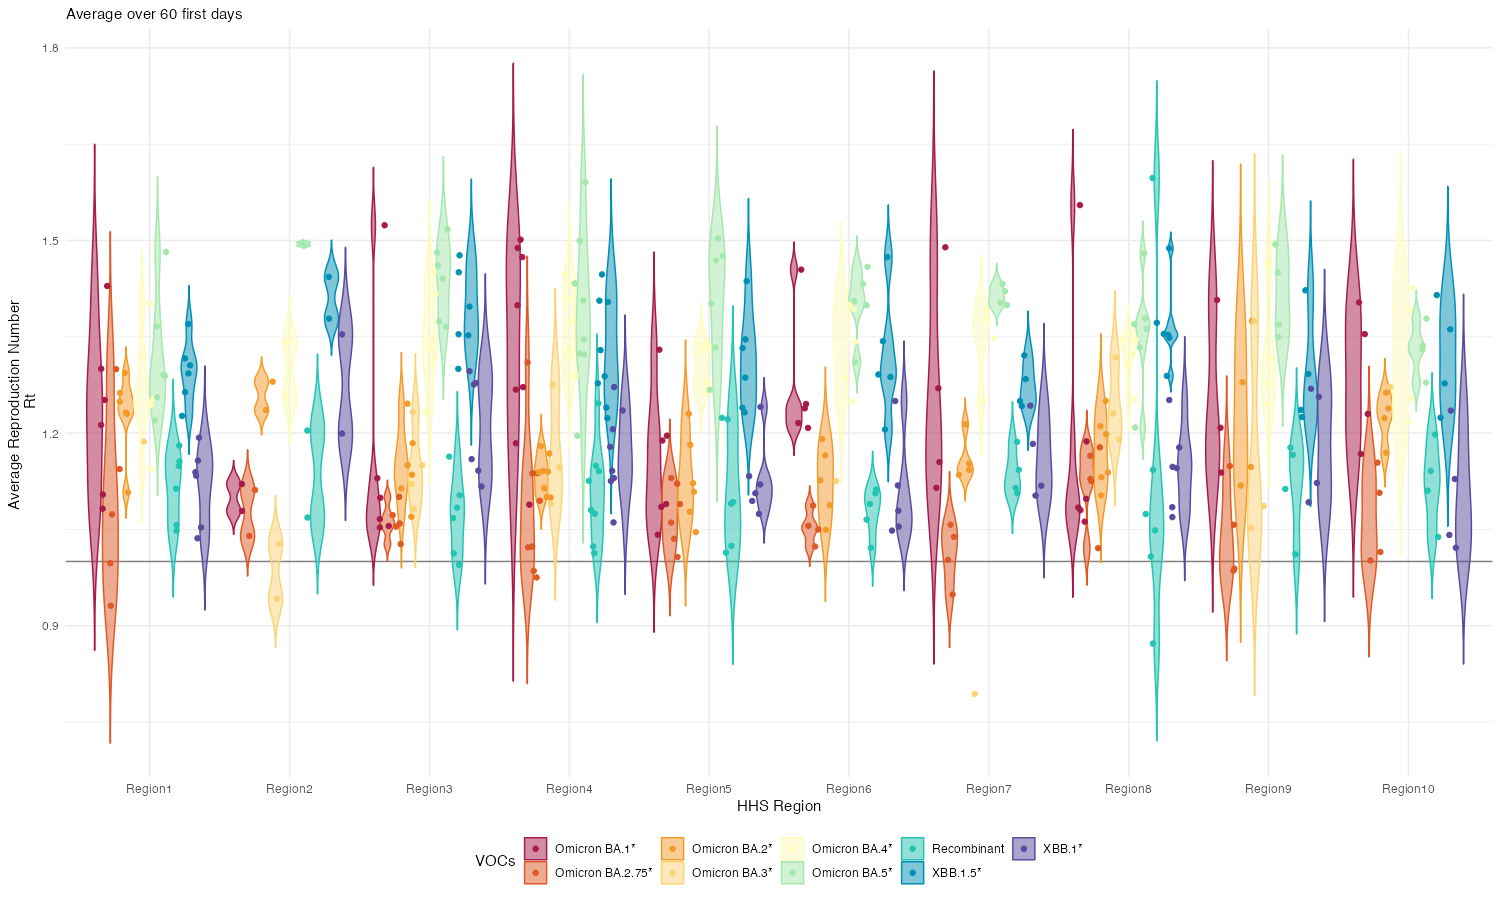 Average over 60 first days
Average Reproduction Number
Rt
1.8
1.5
1.2
0.9
Region1 Region2 Region3 Region4 Region5 Region6 Region7 Region8 Region9 Region10
HHS Region
VOCs
Omicron BA.1* Omicron BA.2* Omicron BA.4* Recombinant XBB.1*
Omicron BA.2.75* Omicron BA.3* Omicron BA.5* XBB.1.5*